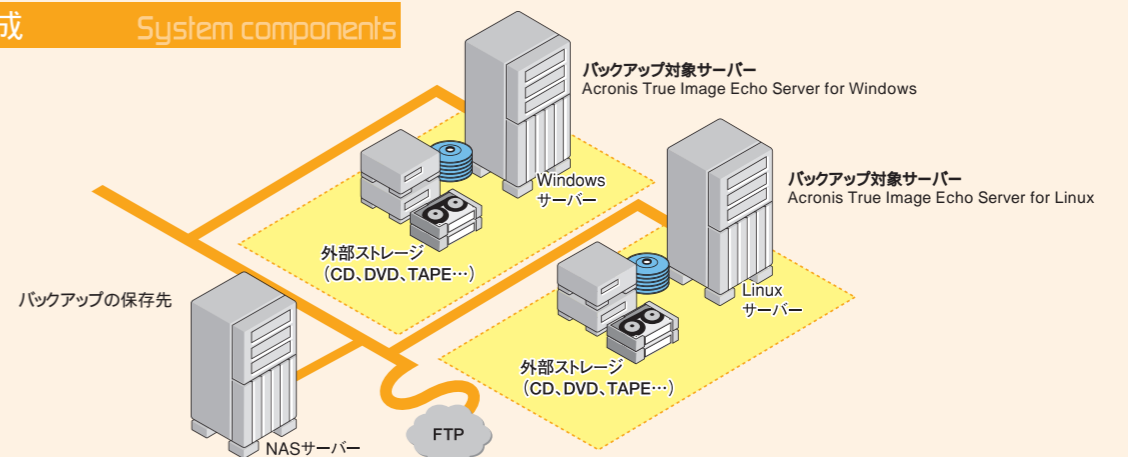 成 System components
バックアップ対象サーバー
Acronis True Image Echo Server for Windows
Windows
サーバー
外部ストレージ
(CD、DVD、TAPE…)
バックアップ対象サーバー
Acronis True Image Echo Server for Linux
Linux
サーバー
外部ストレージ
(CD、DVD、TAPE…)
バックアップの保存先
NASサーバー
FTP